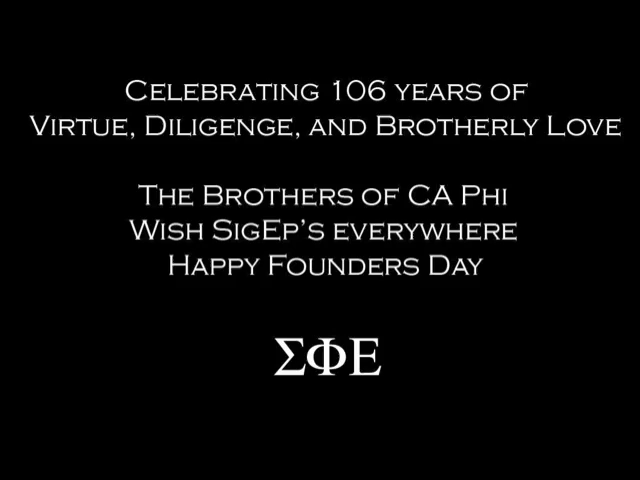 Celebrating 106 years of
Virtue, Diligenge, and Brotherly Love
The Brothers of CA Phi
Wish SigEp's everywhere
Happy Founders Day
ΣΦΕ